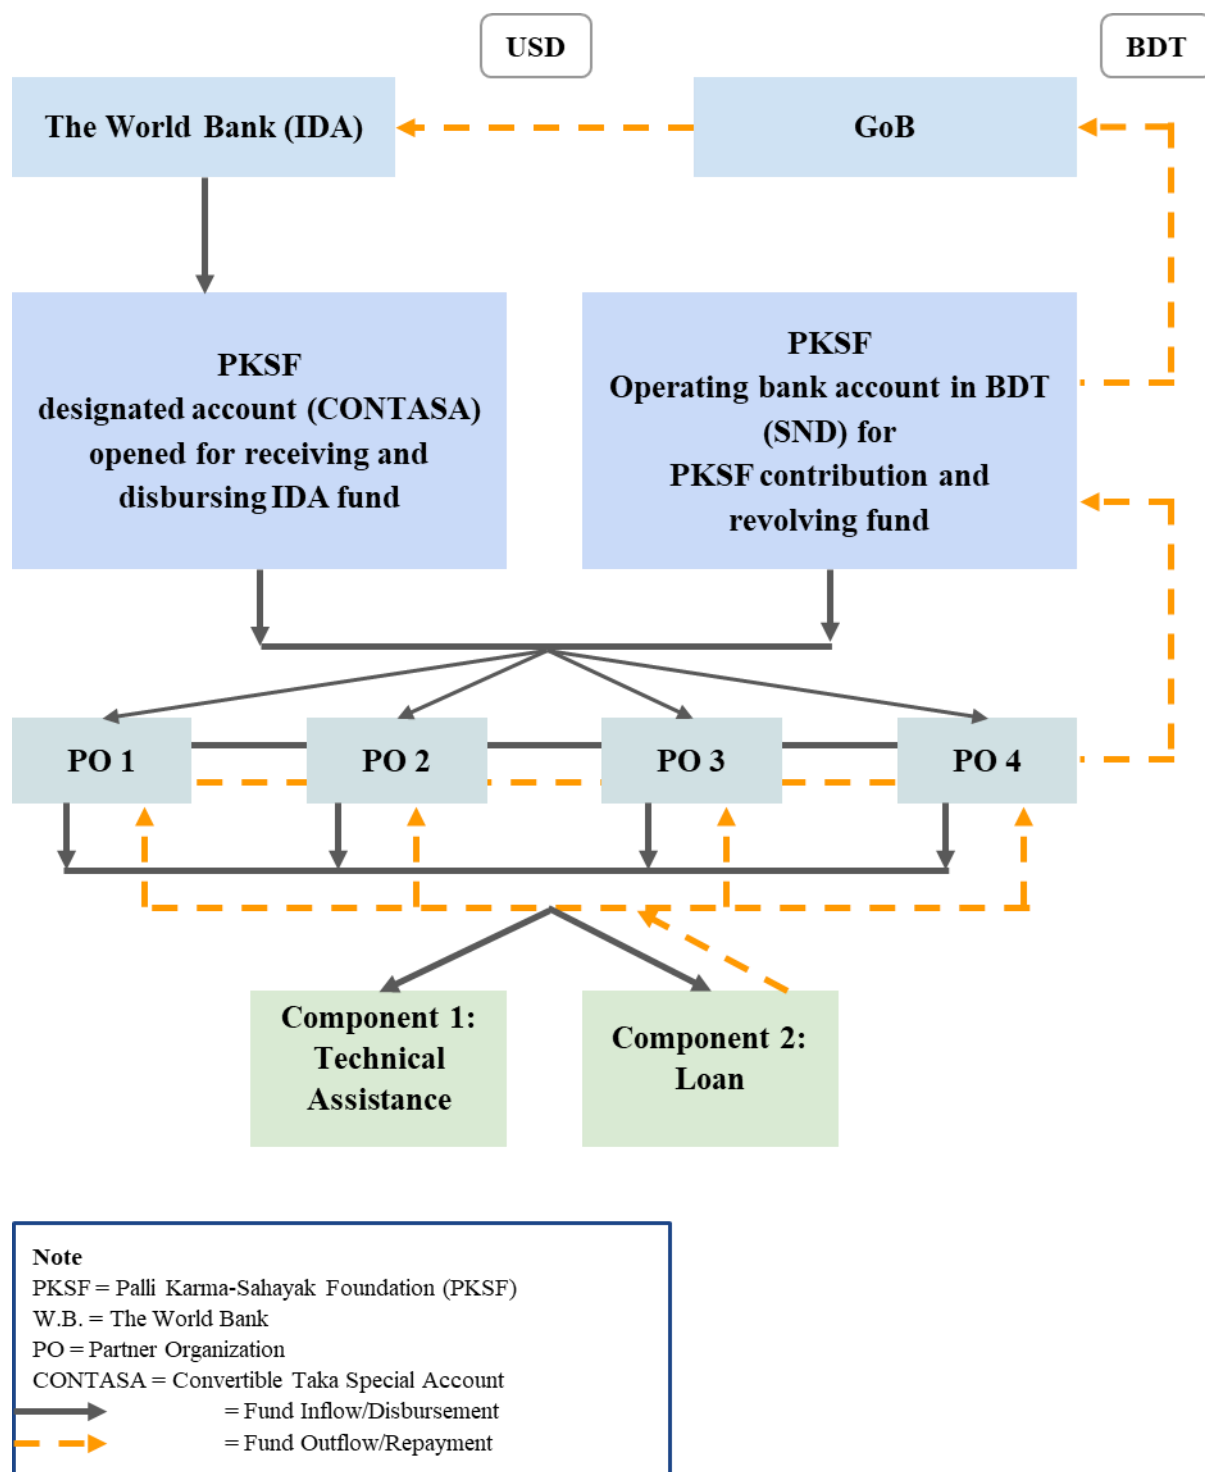 USD
BDT
The World Bank (IDA)
GoB
PKSF
designated account (CONTASA)
opened for receiving and
disbursing IDA fund
PKSF
Operating bank account in BDT
(SND) for
PKSF contribution and
revolving fund
PO 1
PO 2
PO 3
PO 4
Component 1:
Technical
Assistance
Component 2:
Loan
Note
PKSF = Palli Karma-Sahayak Foundation (PKSF)
W.B. = The World Bank
PO = Partner Organization
CONTASA = Convertible Taka Special Account
= Fund Inflow/Disbursement
= Fund Outflow/Repayment